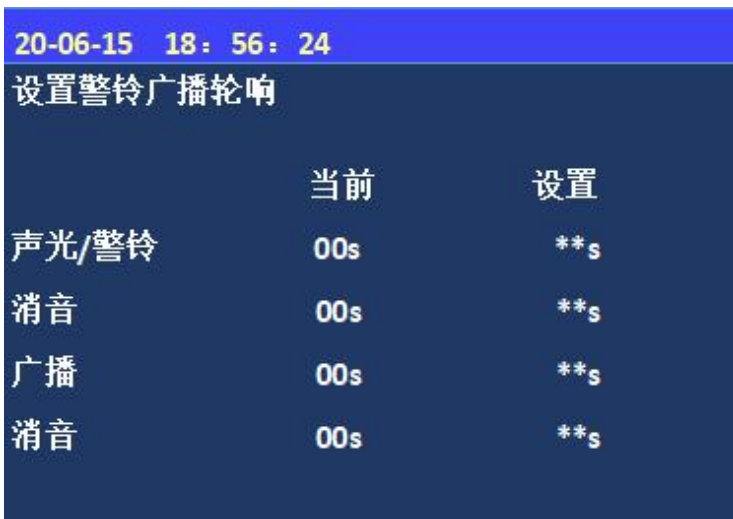 20-06-15 18：56：24
设置警铃广播轮响
当前 设置
声光/警铃 00s **s
消音 00s **s
广播 00s **s
消音 00s **s